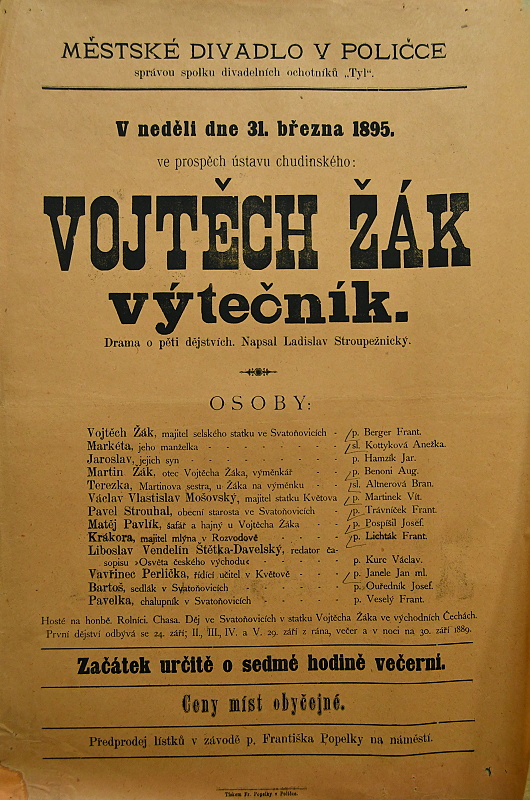 MĚSTSKÉ DIVADLO V POLIČCE
správou spolku divadelních ochotníků „Tyl“.
V neděli dne 31. března 1895.
ve prospěch ústavu chudinského:
VOJTĚCH ŽÁK
výtečník.
Drama o pěti dějstvích. Napsal Ladislav Stroupežnický.
OSOBY:
Vojtěch Žák, majitel selského statku ve Svatoňovicích - p. Berger Frant.
Markéta, jeho manželka - - - - - - sl. Kottyková Anežka.
Jaroslav, jejich syn - - - - - - - p. Hamzík Jar.
Martin Žák, otec Vojtěcha Žáka, výměnkář - - p. Benoni Aug.
Terezka, Martinova sestra, u Žáka na výměnku - - sl. Altnerova Bran.
Václav Vlastislav Mošovský, majitel statku Květova - p. Martinek Vít.
Pavel Strouhal, obecní starosta ve Svatoňovicích - p. Trávníček Frant.
Matěj Pavlík, šafář a hajný u Vojtěcha Žáka - - p. Pospíšil Josef.
Krákora, majitel mlýna v Rozvodově - - - - p. Lichták Frant.
Liboslav Vendelín Štětka-Davelský, redator ča-
sopisu »Osvěta českého východu« - - - - - p. Kurc Václav.
Vavřinec Perlička, řídící učitel v Květově - - - p. Janele Jan ml.
Bartoš, sedlák v Svatoňovicích - - - - - p. Ouředník Josef.
Pavelka, chalupník v Svatoňovicích - - - - p. Veselý Frant.
Hosté na honbě. Rolníci. Chasa. Děj ve Svatoňovicích v statku Vojtěcha Žáka ve východních Čechách.
První dějství odbývá se 24. září; II., III., IV. a V. 29. září z rána, večer a v noci na 30. září 1889.
Začátek určitě o sedmé hodině večerní.
Ceny míst obyčejné.
Předprodej lístků v závodě p. Františka Popelky na náměstí.
Tiskem Fr. Popelky v Poličce.